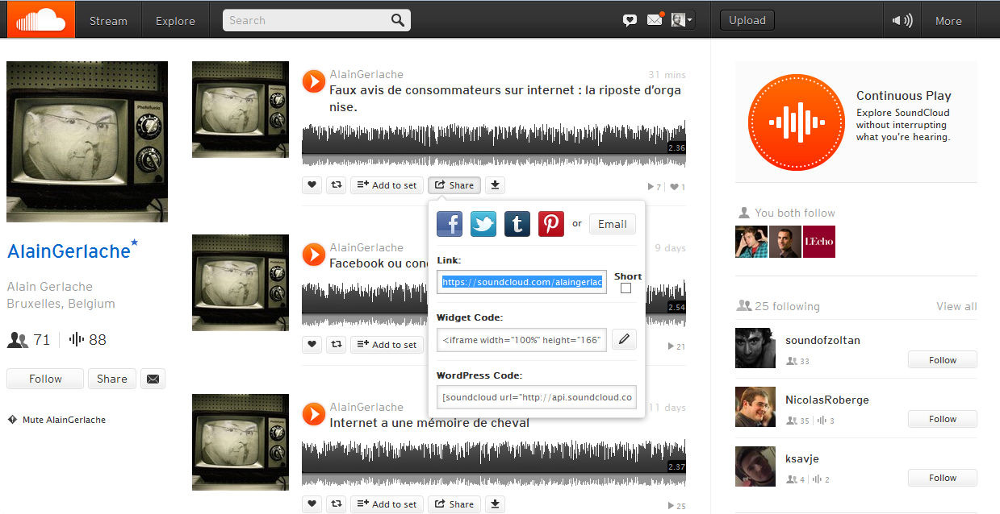 Stream
Explore
Search
Upload
More
AlainGerlache
Alain Gerlache
Bruxelles, Belgium
71
88
Follow
Share
Mute AlainGerlache
AlainGerlache
31 mins
Faux avis de consommateurs sur internet : la riposte d’orga
nise.
2.36
Add to set
Share
7
1
or
Email
Link:
https://soundcloud.com/alaingerlac
Short
Widget Code:
<iframe width="100%" height="166"
WordPress Code:
[soundcloud url="http://api.soundcloud.co
AlainGerlache
9 days
Facebook ou
2.54
Add to set
21
AlainGerlache
11 days
Internet a une mémoire de cheval
2.37
Add to set
Share
25
Continuous Play
Explore SoundCloud
without interrupting
what you're hearing.
You both follow
L'Echo
25 following
View all
soundofzoltan
33
Follow
NicolasRoberge
35
3
Follow
ksavje
4
2
Follow